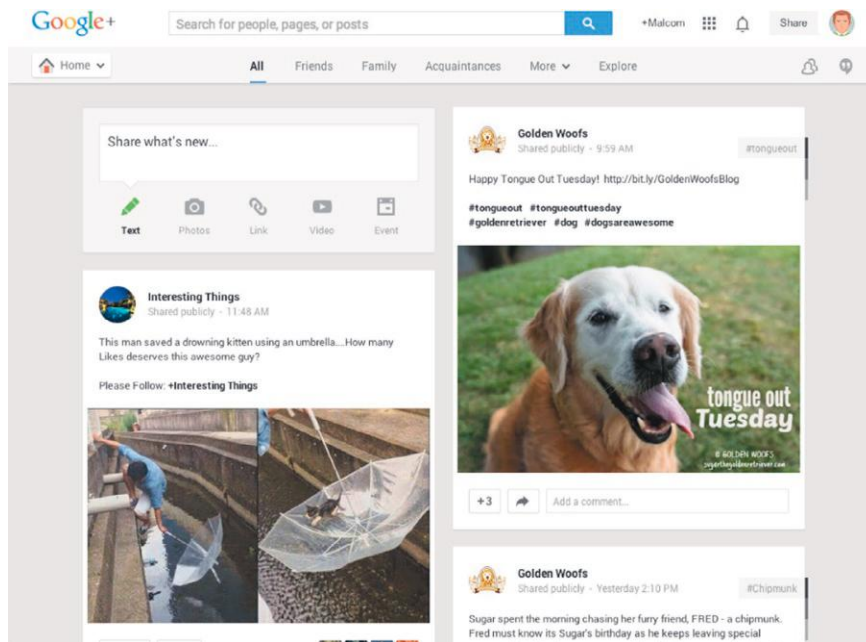 Google+
Search for people, pages, or posts
+Malcom
Share
Home
All
Friends
Family
Acquaintances
More
Explore
Share what's new...
Text
Photos
Link
Video
Event
Interesting Things
Shared publicly - 11:48 AM
This man saved a drowning kitten using an umbrella....How many
Likes deserves this awesome guy?
Please Follow: +Interesting Things
Golden Woofs
Shared publicly - 9:59 AM
#tongueout
Happy Tongue Out Tuesday! http://bit.ly/GoldenWoofsBlog
#tongueout #tongueouttuesday
#goldenretriever #dog #dogsareawesome
tongue out
Tuesday
© GOLDEN WOOFS
sugarthegoldenretriever.com
+3
Add a comment...
Golden Woofs
Shared publicly - Yesterday 2:10 PM
#Chipmunk
Sugar spent the morning chasing her furry friend, FRED - a chipmunk.
Fred must know its Sugar's birthday as he keeps leaving special